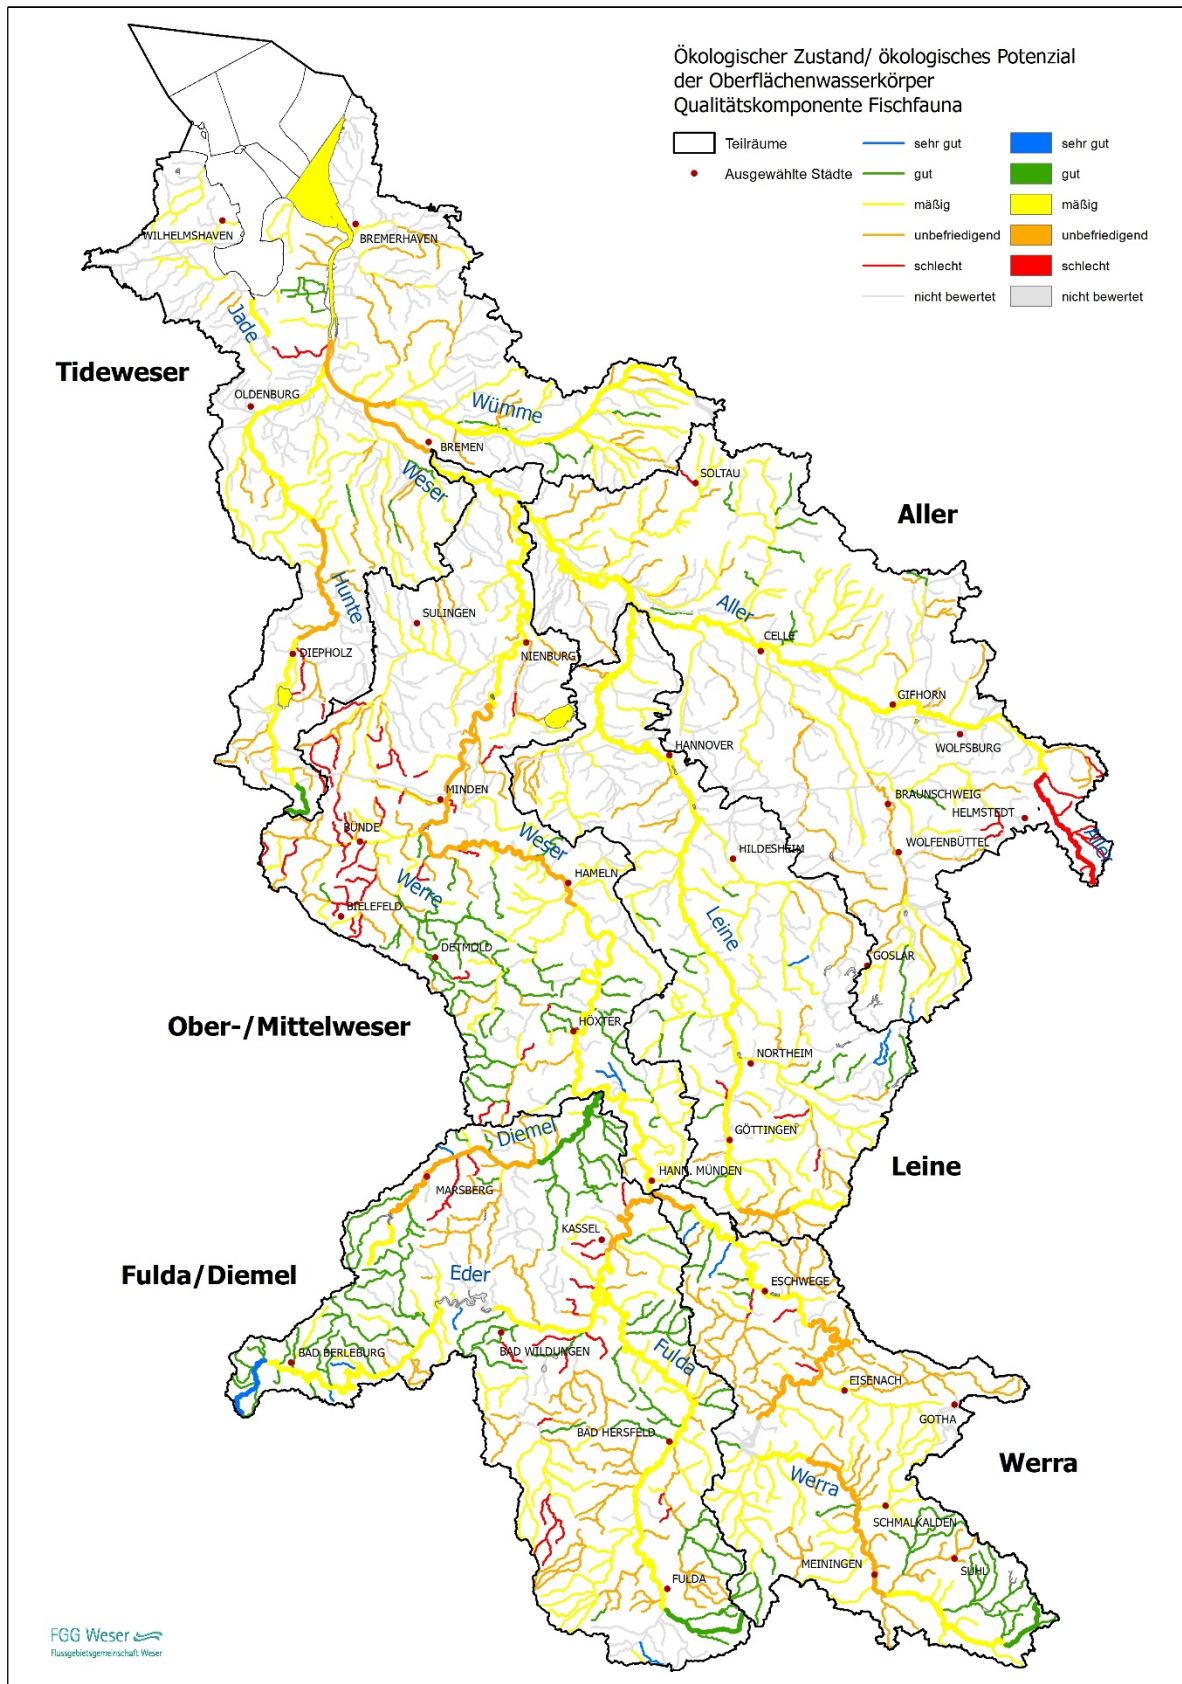 Ökologischer Zustand/ ökologisches Potenzial
der Oberflächenwasserkörper
Qualitätskomponente Fischfauna
Teilräume
Ausgewählte Städte
sehr gut
gut
mäßig
unbefriedigend
schlecht
nicht bewertet
sehr gut
gut
mäßig
unbefriedigend
schlecht
nicht bewertet
WILHELMSHAVEN
BREMERHAVEN
Jade
Tideweser
OLDENBURG
Wümme
BREMEN
Weser
SOLTAU
Aller
Hunte
SULINGEN
Aller
CELLE
DIEPHOLZ
NIENBURG
GIFHORN
WOLFSBURG
HANNOVER
MINDEN
BRAUNSCHWEIG
HELMSTEDT
BÜNDE
Weser
HILDESHEIM
WOLFENBÜTTEL
Aller
Werre
HAMELN
BIELEFELD
Leine
DETMOLD
GOSLAR
Ober-/Mittelweser
HÖXTER
NORTHEIM
Diemel
GÖTTINGEN
Leine
MARSBERG
HANN. MÜNDEN
KASSEL
Fulda/Diemel
Eder
ESCHWEGE
BAD WILDUNGEN
Fulda
BAD BERLEBURG
EISENACH
GOTHA
BAD HERSFELD
Werra
Werra
SCHMALKALDEN
MEININGEN
SUHL
FULDA
FGG Weser
Flussgebietsgemeinschaft Weser